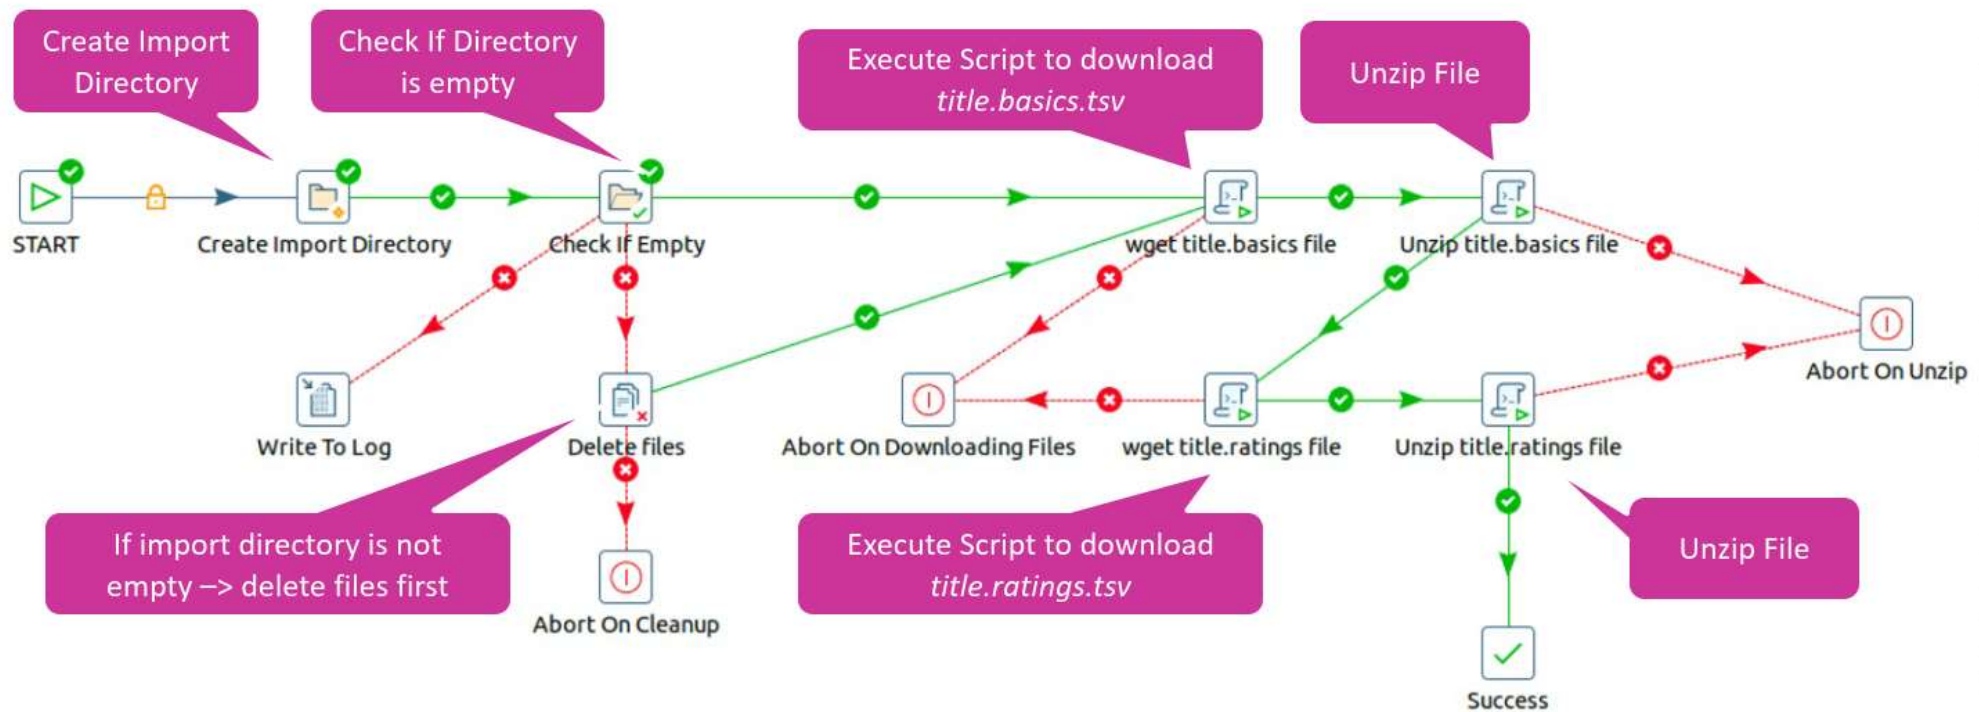 Create Import
Directory
Check If Directory
is empty
Execute Script to download
title.basics.tsv
Unzip File
START
Create Import Directory
Check If Empty
wget title.basics file
Unzip title.basics file
Abort On Unzip
Write To Log
Delete files
Abort On Downloading Files
wget title.ratings file
Unzip title.ratings file
If import directory is not
empty –> delete files first
Execute Script to download
title.ratings.tsv
Unzip File
Abort On Cleanup
Success